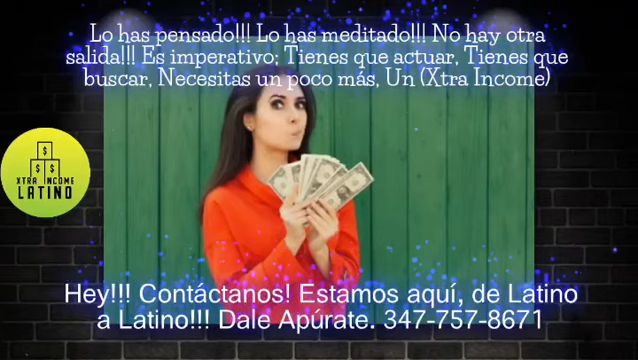 Lo has pensado!!! Lo has meditado!!! No hay otra
salida!!! Es imperativo; Tienes que actuar, Tienes que
buscar, Necesitas un poco más, Un (Xtra Income)
$
$ $
XTRA INCOME
LATINO
Hey!!! Contáctanos! Estamos aquí, de Latino
a Latino!!! Dale Apúrate. 347-757-8671